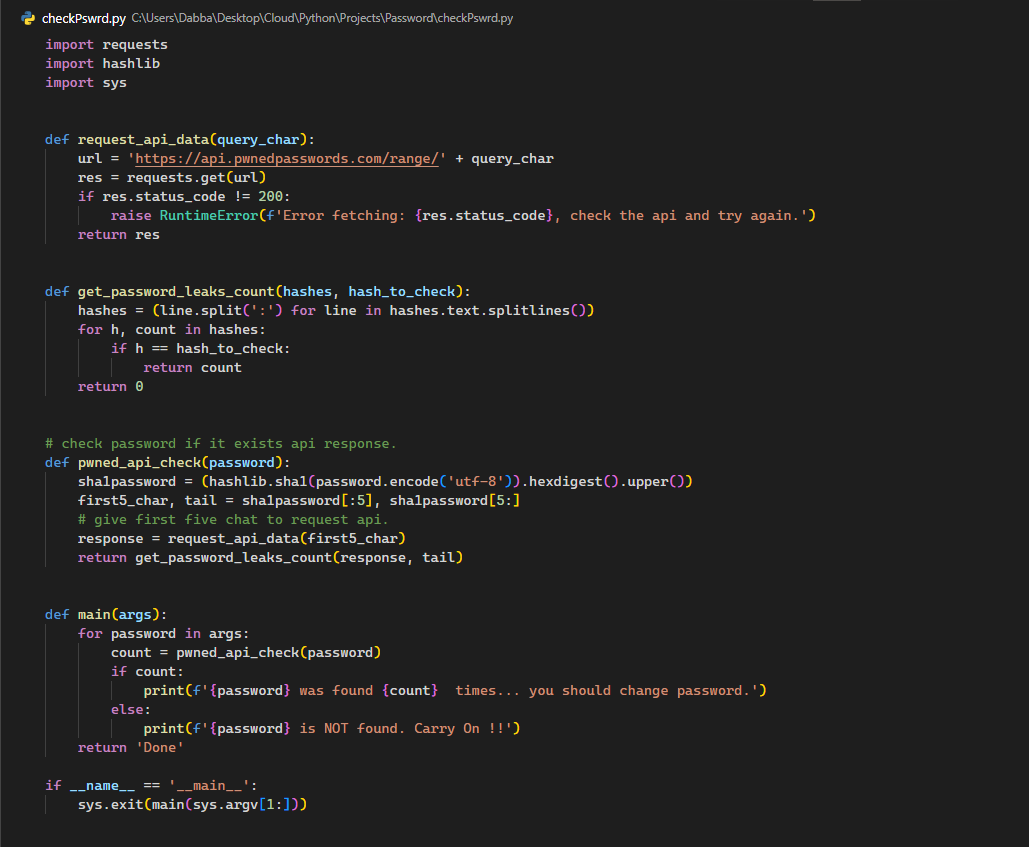 checkPswrd.py C:\Users\Dabba\Desktop\Cloud\Python\Projects\Password\checkPswrd.py
import requests
import hashlib
import sys
def request_api_data(query_char):
    url = 'https://api.pwnedpasswords.com/range/' + query_char
    res = requests.get(url)
    if res.status_code != 200:
        raise RuntimeError(f'Error fetching: {res.status_code}, check the api and try again.')
    return res
def get_password_leaks_count(hashes, hash_to_check):
    hashes = (line.split(':') for line in hashes.text.splitlines())
    for h, count in hashes:
        if h == hash_to_check:
            return count
    return 0
# check password if it exists api response.
def pwned_api_check(password):
    sha1password = (hashlib.sha1(password.encode('utf-8')).hexdigest().upper())
    first5_char, tail = sha1password[:5], sha1password[5:]
    # give first five chat to request api.
    response = request_api_data(first5_char)
    return get_password_leaks_count(response, tail)
def main(args):
    for password in args:
        count = pwned_api_check(password)
        if count:
            print(f'{password} was found {count}  times... you should change password.')
        else:
            print(f'{password} is NOT found. Carry On !!')
    return 'Done'
if __name__ == '__main__':
    sys.exit(main(sys.argv[1:]))